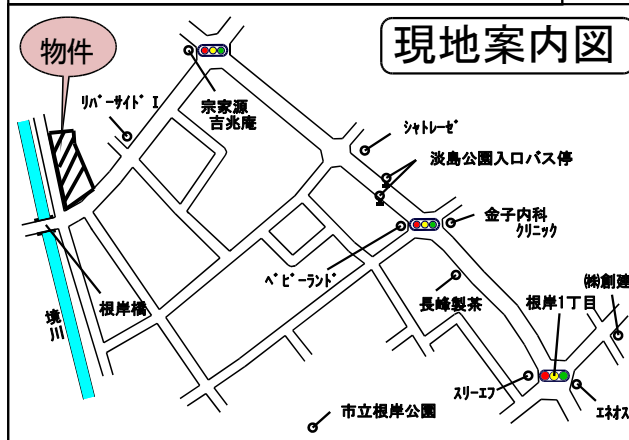 物件
現地案内図
リバーサイドⅠ
宗家源
吉兆庵
シャトレーゼ
淡島公園入口バス停
金子内科
クリニック
ベビーランド
長峰製茶
㈱創建
根岸1丁目
根岸橋
境川
スリーエフ
エネオス
市立根岸公園